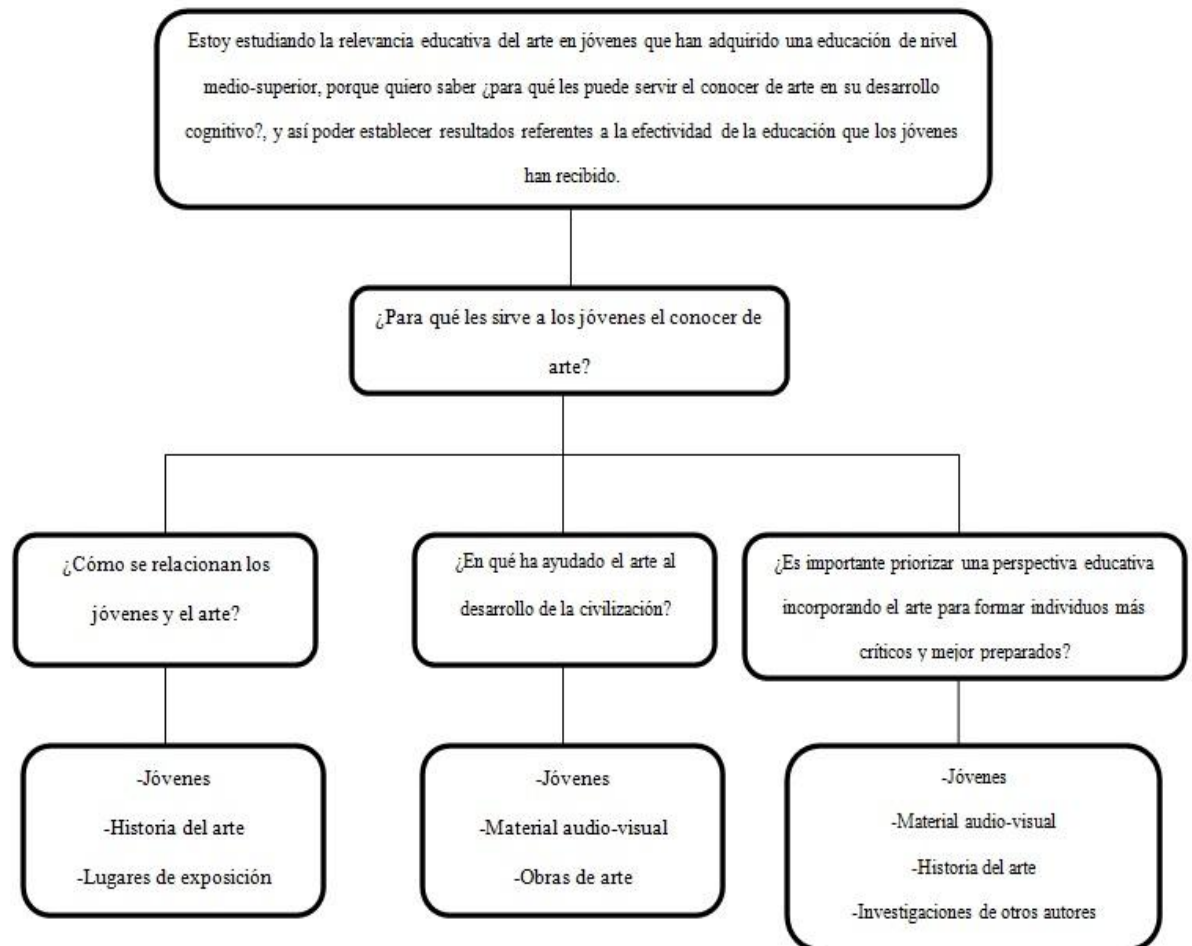 Estoy estudiando la relevancia educativa del arte en jóvenes que han adquirido una educación de nivel
medio-superior, porque quiero saber ¿para qué les puede servir el conocer de arte en su desarrollo
cognitivo?, y así poder establecer resultados referentes a la efectividad de la educación que los jóvenes
han recibido.
¿Para qué les sirve a los jóvenes el conocer de
arte?
¿Cómo se relacionan los
jóvenes y el arte?
¿En qué ha ayudado el arte al
desarrollo de la civilización?
¿Es importante priorizar una perspectiva educativa
incorporando el arte para formar individuos más
críticos y mejor preparados?
-Jóvenes
-Historia del arte
-Lugares de exposición
-Jóvenes
-Material audio-visual
-Obras de arte
-Jóvenes
-Material audio-visual
-Historia del arte
-Investigaciones de otros autores